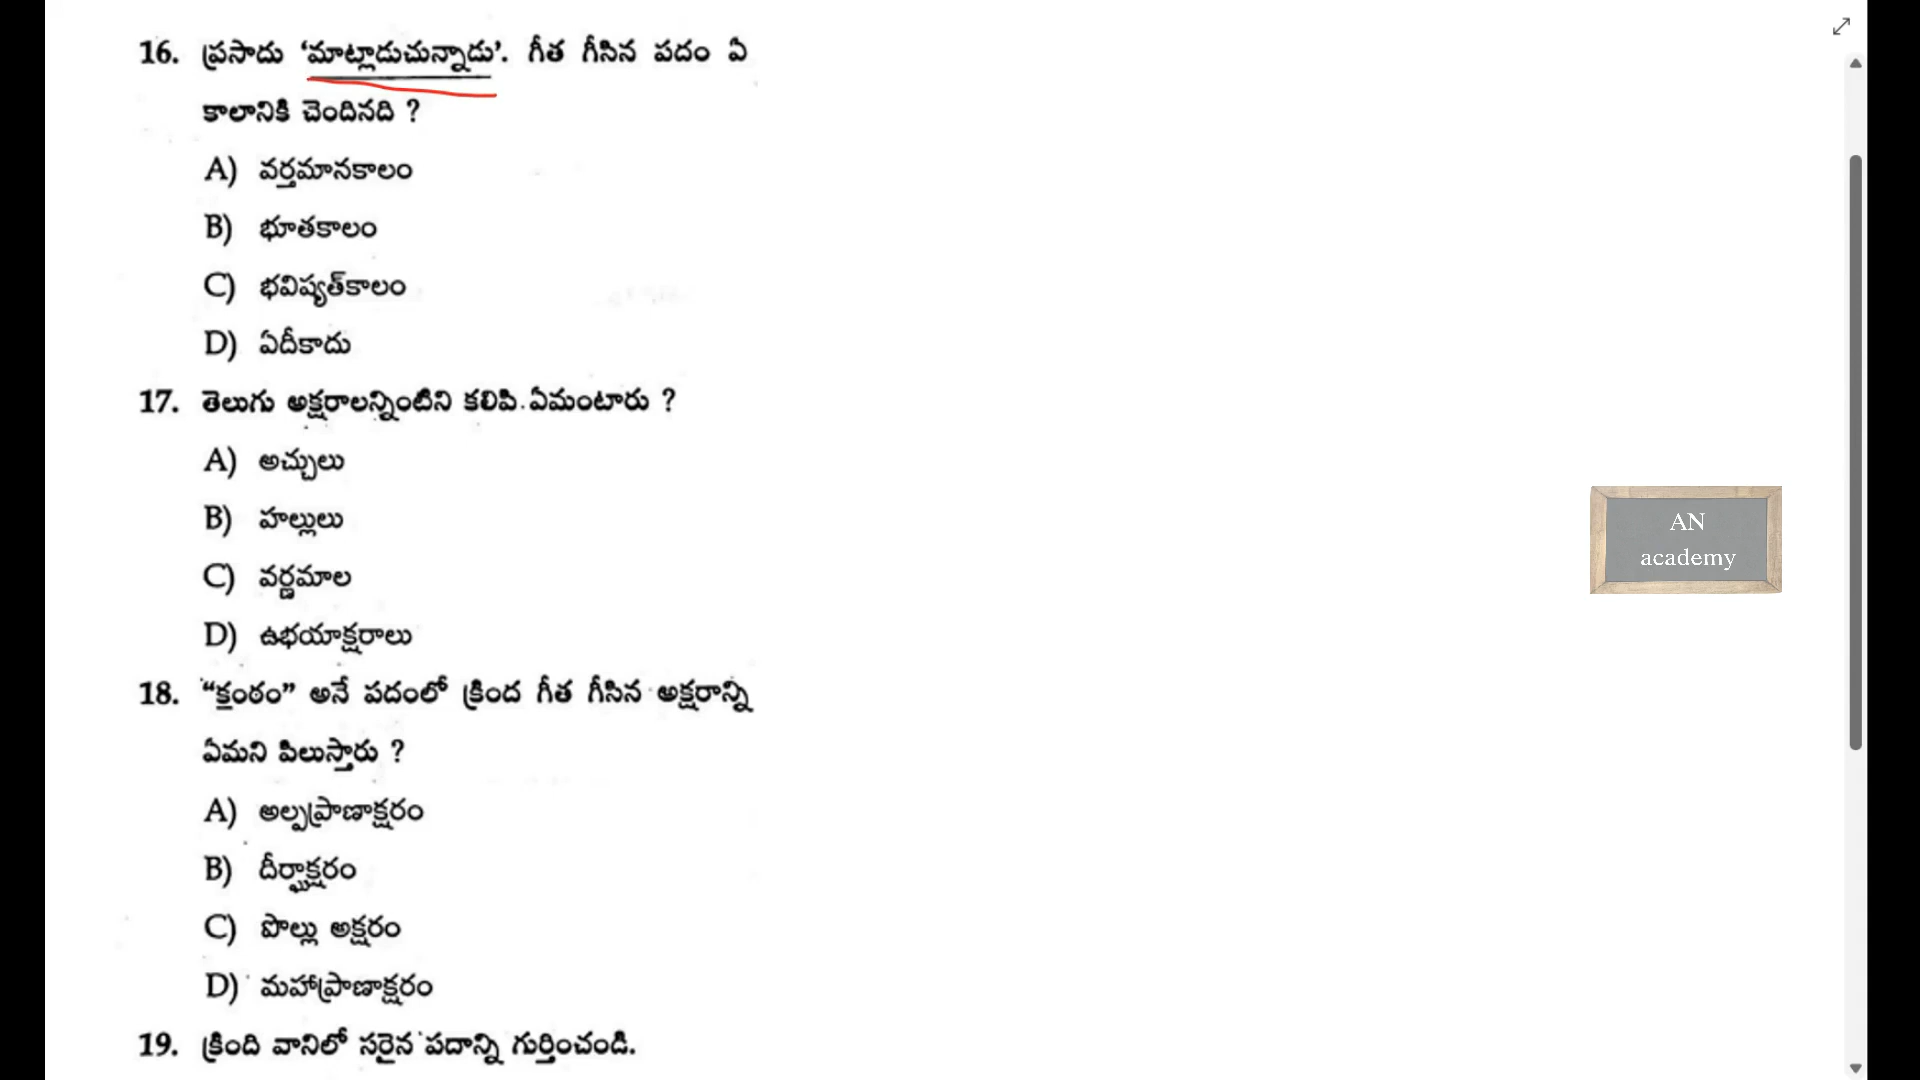 16. ప్రసాదు ‘మాట్లాడుచున్నాడు’. గీత గీసిన పదం ఏ
కాలానికి చెందినది ?
A) వర్తమానకాలం
B) భూతకాలం
C) భవిష్యత్‌కాలం
D) ఏదీకాదు
17. తెలుగు అక్షరాలన్నింటిని కలిపి ఏమంటారు ?
A) అచ్చులు
B) హల్లులు
C) వర్ణమాల
D) ఉభయాక్షరాలు
18. “కంఠం” అనే పదంలో క్రింద గీత గీసిన అక్షరాన్ని
ఏమని పిలుస్తారు ?
A) అల్పప్రాణాక్షరం
B) దీర్ఘాక్షరం
C) పొల్లు అక్షరం
D) మహాప్రాణాక్షరం
19. క్రింది వానిలో సరైన పదాన్ని గుర్తించండి.
AN
academy